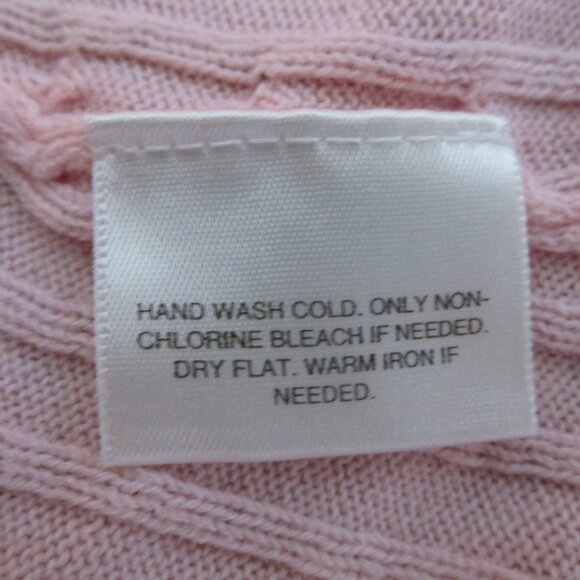 HAND WASH COLD. ONLY NON-
CHLORINE BLEACH IF NEEDED.
DRY FLAT. WARM IRON IF
NEEDED.